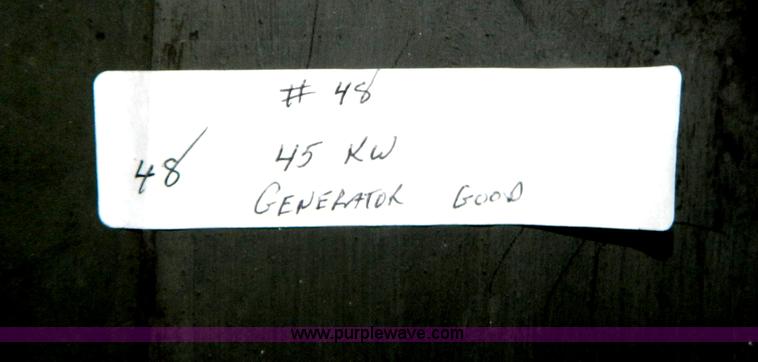 # 48
48
45 KW
GENERATOR GOOD
www.purplewave.com